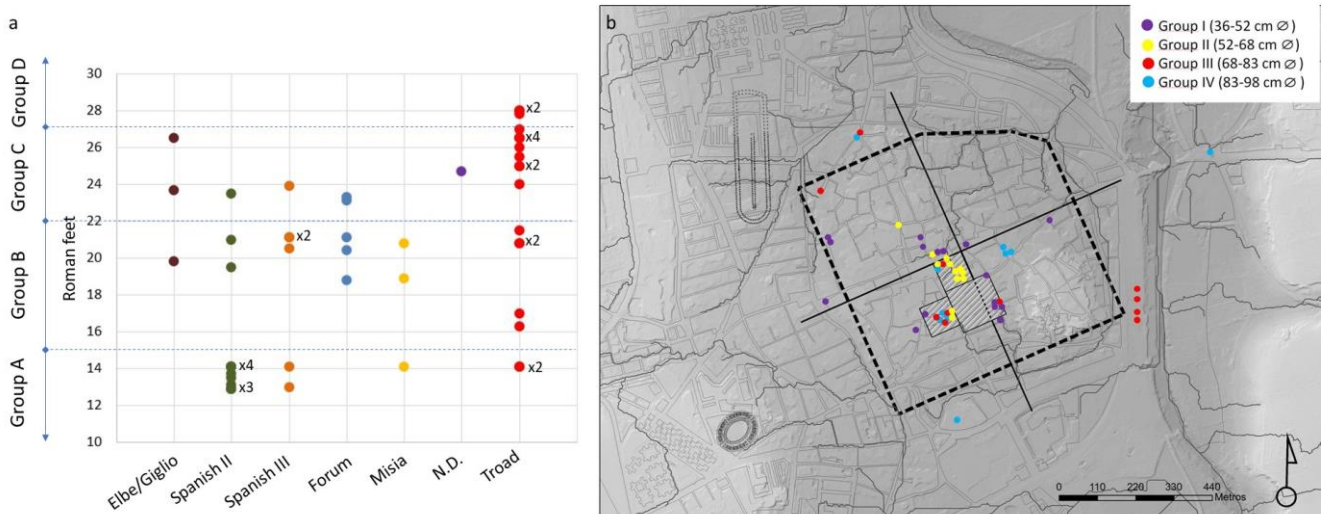 a
Group D
Group C
Group B
Group A
Roman feet
30
28
26
24
22
20
18
16
14
12
10
x2
x4
x2
x2
x2
x4
x3
x2
Elbe/Giglio
Spanish II
Spanish III
Forum
Misia
N.D.
Troad
b
Group I (36-52 cm ∅ )
Group II (52-68 cm ∅ )
Group III (68-83 cm ∅ )
Group IV (83-98 cm ∅ )
0 110 220 330 440
Metros